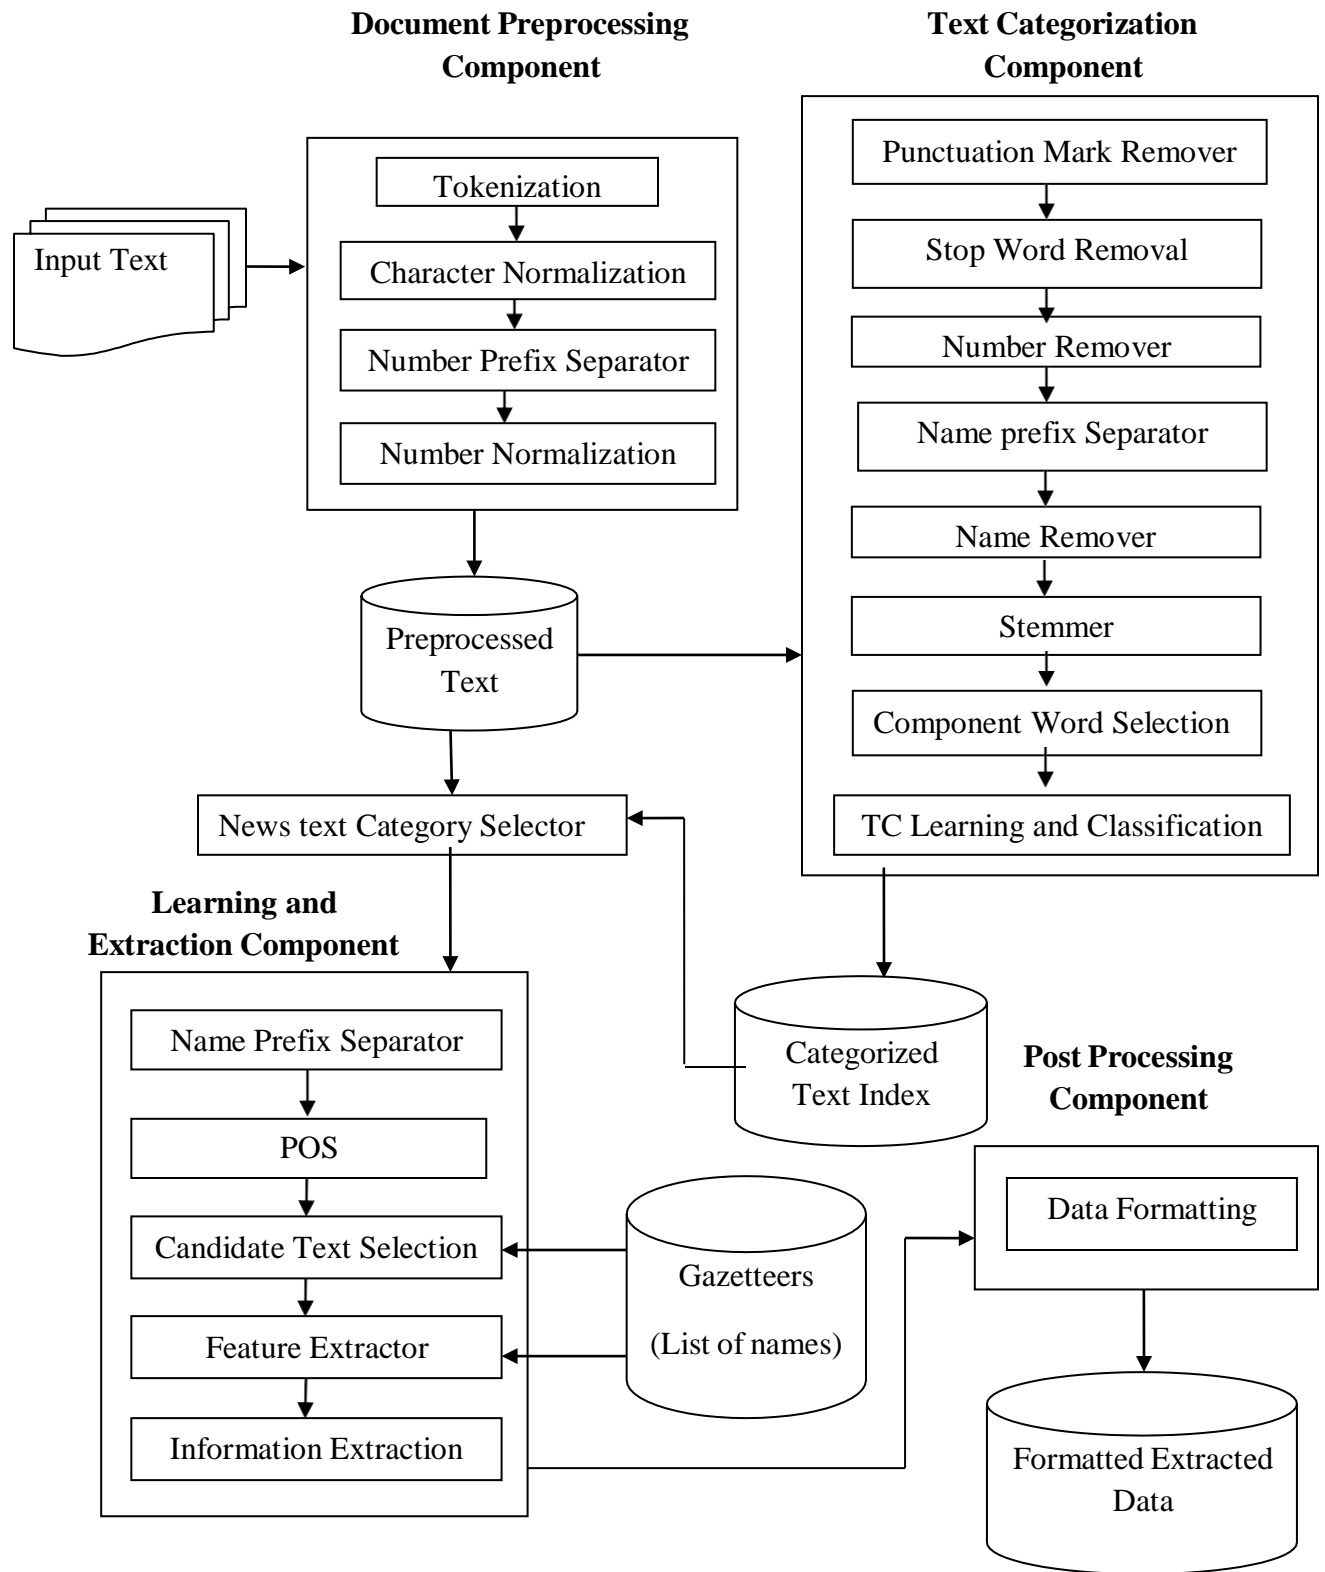 Document Preprocessing
Component
Text Categorization
Component
Input Text
Tokenization
Character Normalization
Number Prefix Separator
Number Normalization
Punctuation Mark Remover
Stop Word Removal
Number Remover
Name prefix Separator
Name Remover
Stemmer
Component Word Selection
TC Learning and Classification
Preprocessed
Text
News text Category Selector
Learning and
Extraction Component
Name Prefix Separator
POS
Candidate Text Selection
Feature Extractor
Information Extraction
Categorized
Text Index
Gazetteers
(List of names)
Post Processing
Component
Data Formatting
Formatted Extracted
Data